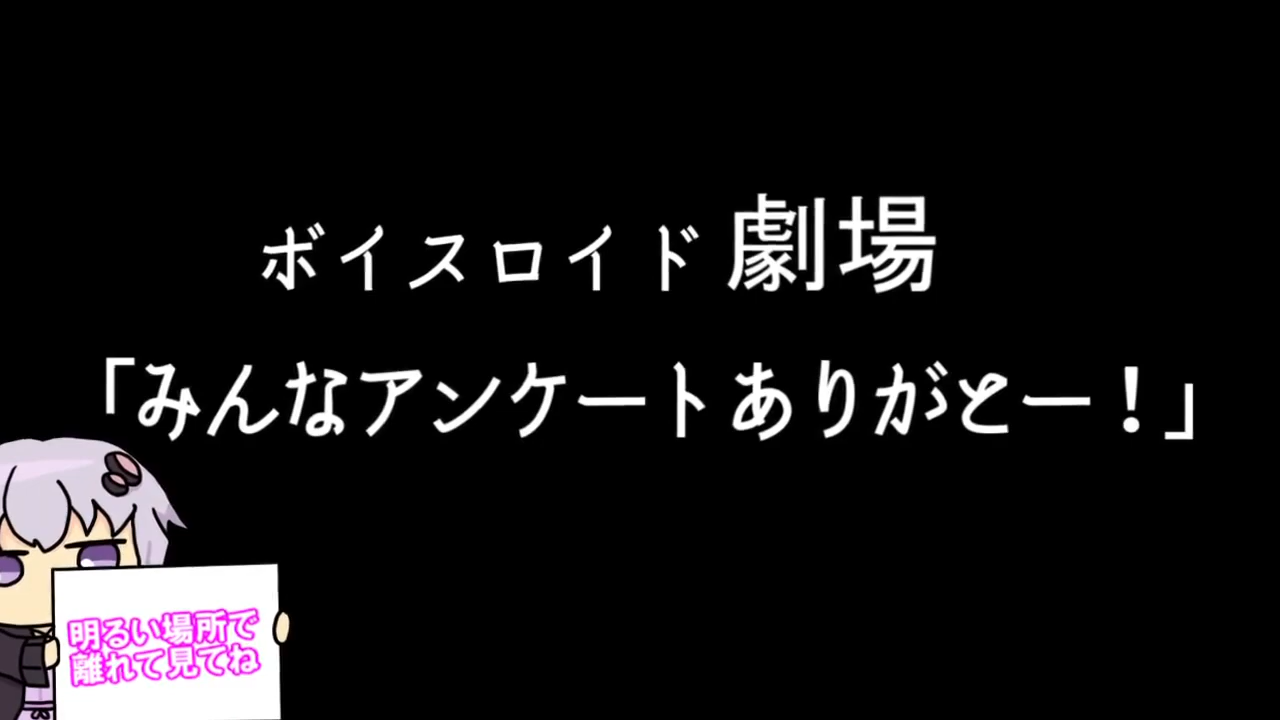 ボイスロイド劇場
「みんなアンケートありがとー！」
明るい場所で
離れて見てね